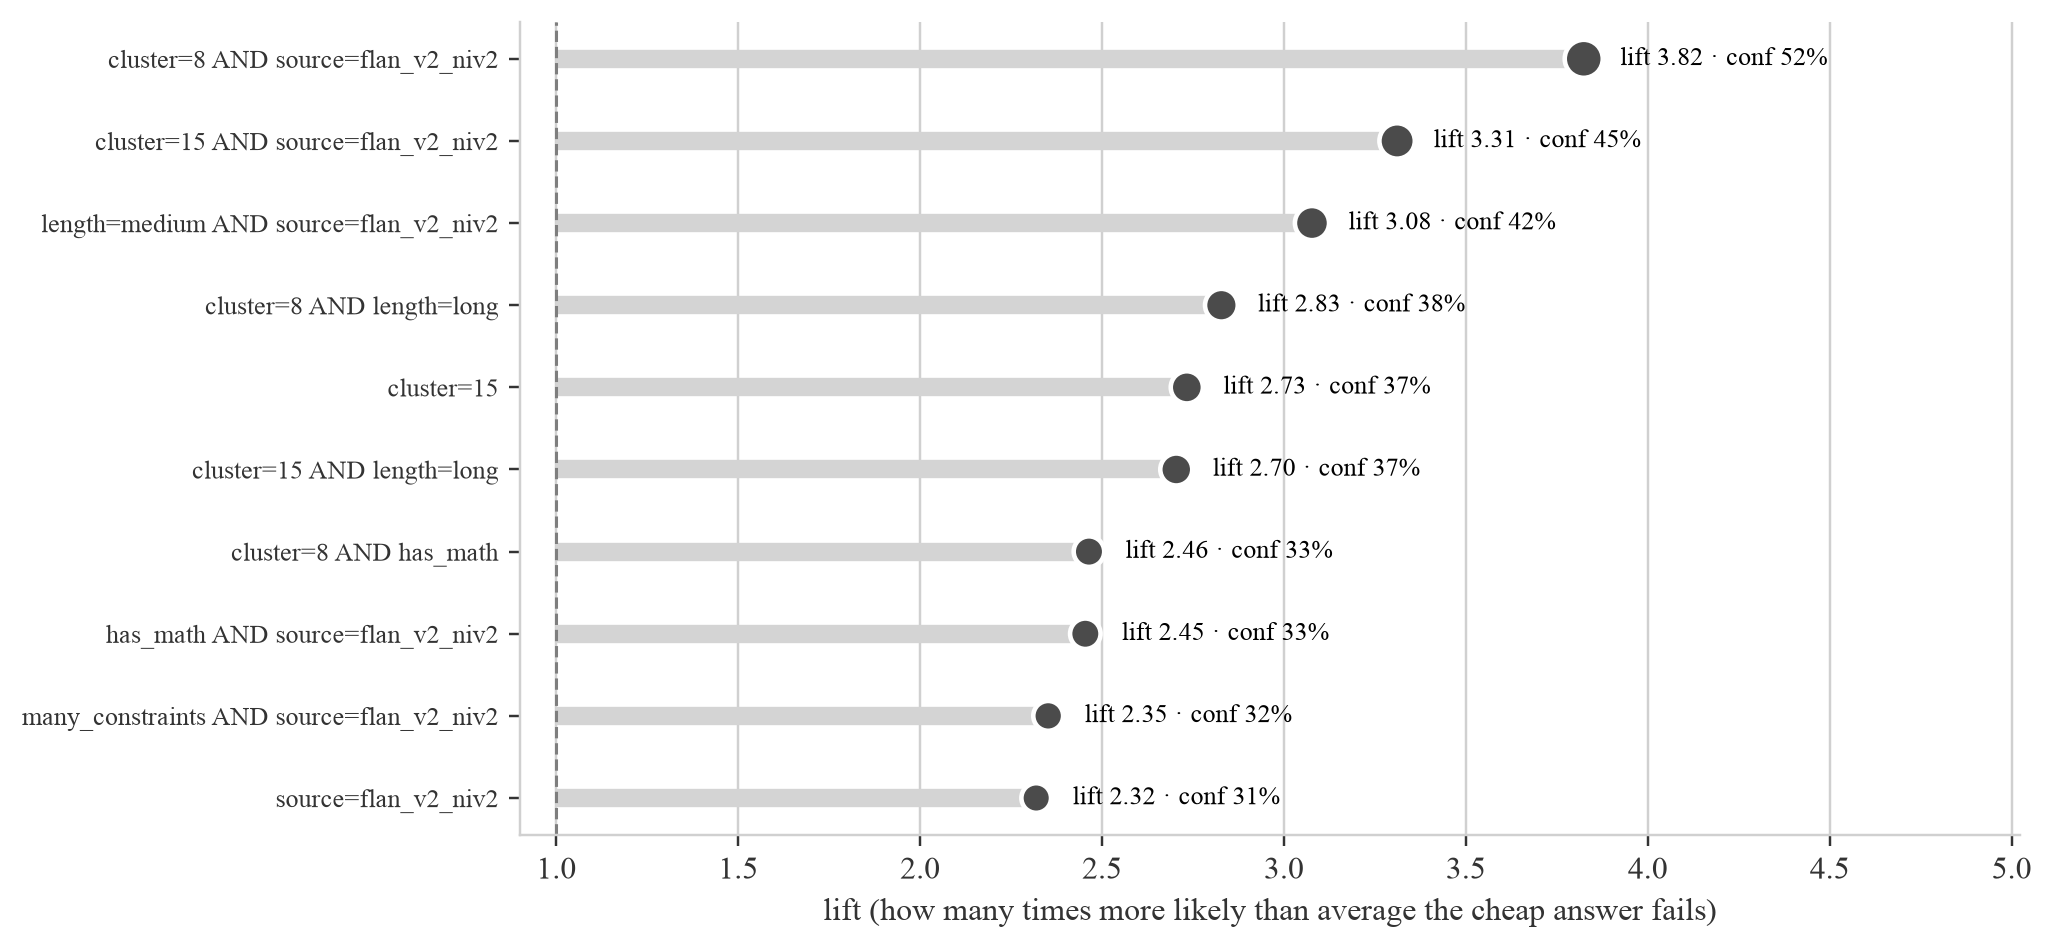 cluster=8 AND source=flan_v2_niv2
lift 3.82 · conf 52%
cluster=15 AND source=flan_v2_niv2
lift 3.31 · conf 45%
length=medium AND source=flan_v2_niv2
lift 3.08 · conf 42%
cluster=8 AND length=long
lift 2.83 · conf 38%
cluster=15
lift 2.73 · conf 37%
cluster=15 AND length=long
lift 2.70 · conf 37%
cluster=8 AND has_math
lift 2.46 · conf 33%
has_math AND source=flan_v2_niv2
lift 2.45 · conf 33%
many_constraints AND source=flan_v2_niv2
lift 2.35 · conf 32%
source=flan_v2_niv2
lift 2.32 · conf 31%
1.0 1.5 2.0 2.5 3.0 3.5 4.0 4.5 5.0
lift (how many times more likely than average the cheap answer fails)